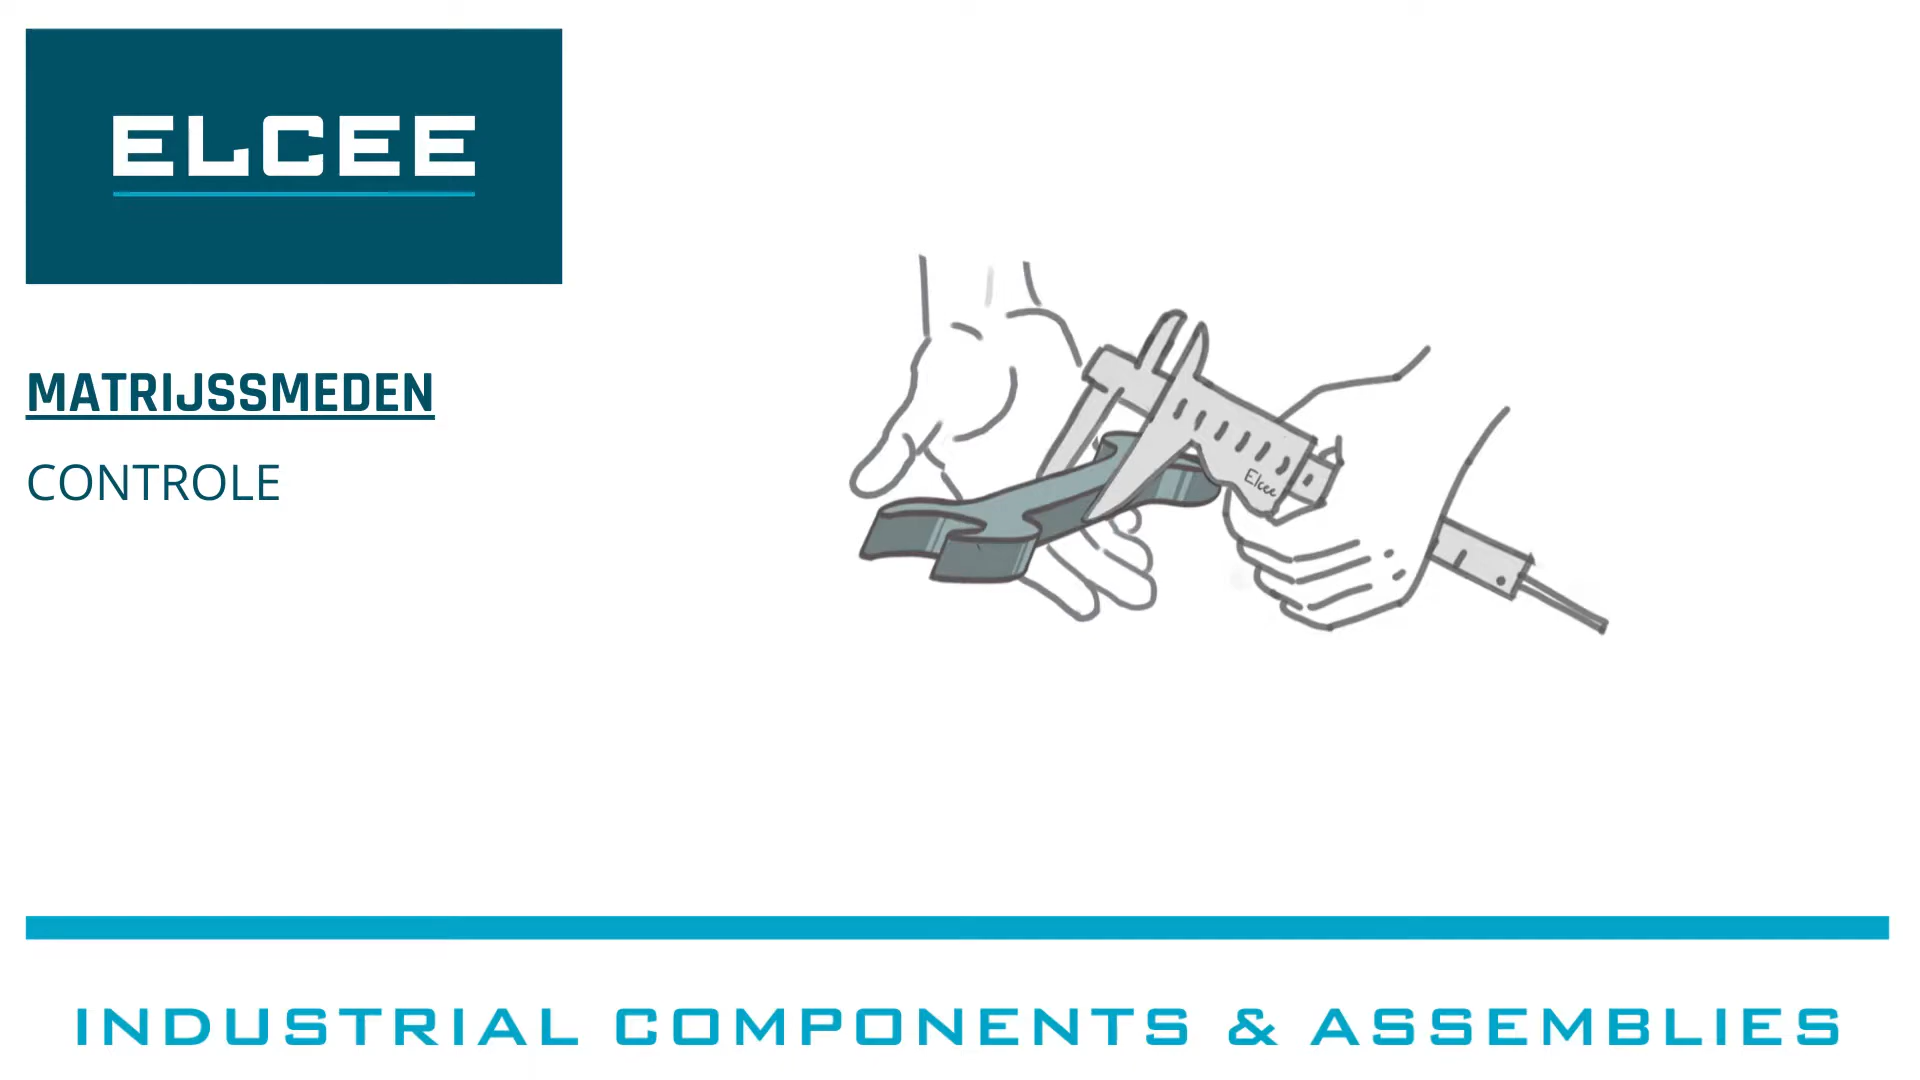 ELCEE
MATRIJSSMEDEN
CONTROLE
Elcee
INDUSTRIAL COMPONENTS & ASSEMBLIES